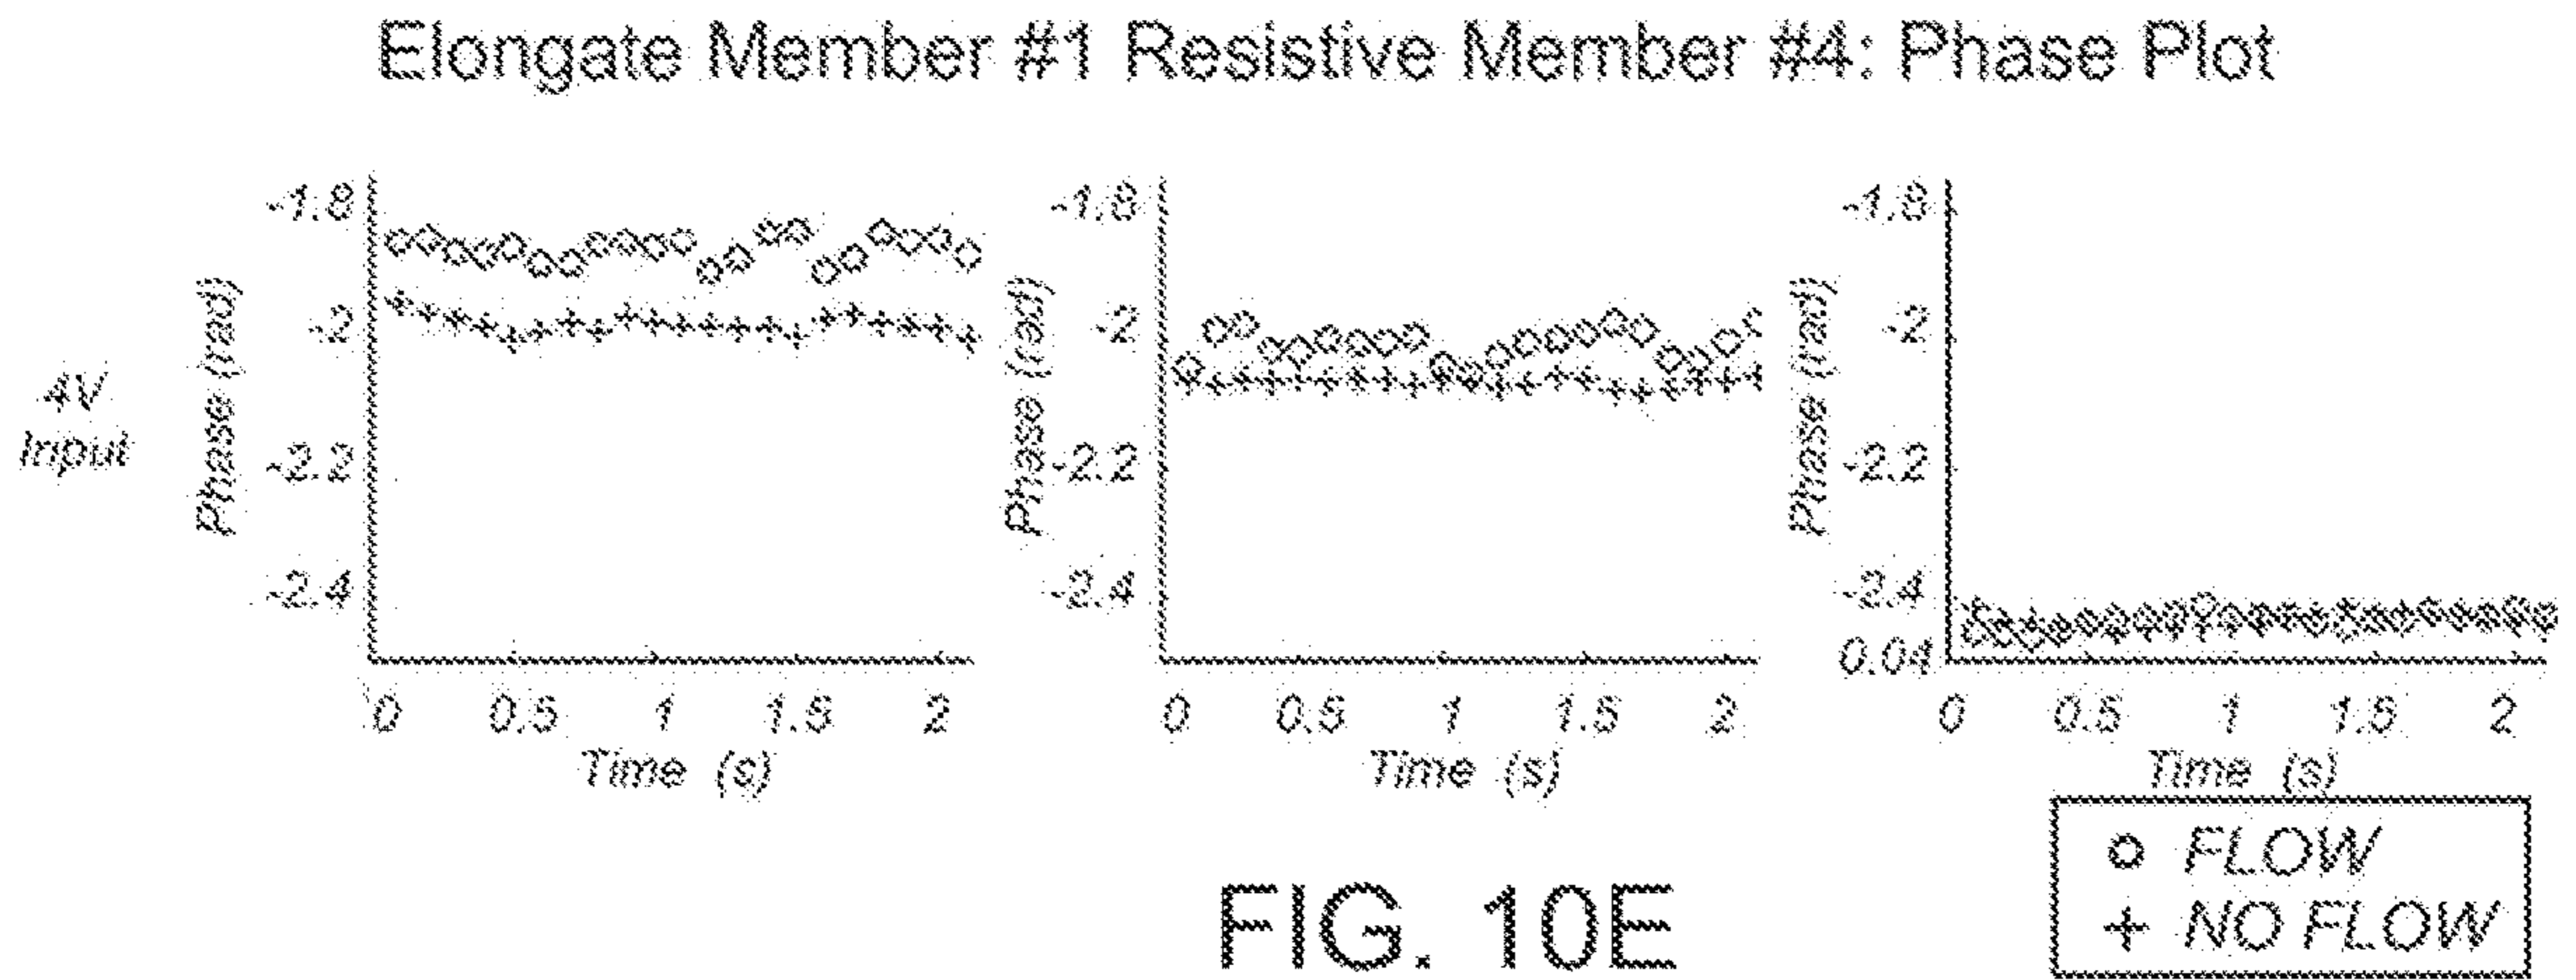 Elongate Member #1 Resistive Member #4: Phase Plot
4V
Input
Phase (rad)
-1.8
-2
-2.2
-2.4
0 0.5 1 1.5 2
Time (s)
Phase (rad)
-1.8
-2
-2.2
-2.4
0 0.5 1 1.5 2
Time (s)
Phase (rad)
-1.8
-2
-2.2
-2.4
0.04
0 0.5 1 1.5 2
Time (s)
FLOW
NO FLOW
FIG. 10E